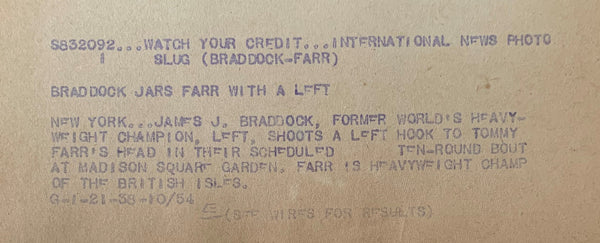 S832092...WATCH YOUR CREDIT...INTERNATIONAL NEWS PHOTO
1 SLUG (BRADDOCK-FARR)
BRADDOCK JARS FARR WITH A LEFT
NEW YORK...JAMES J. BRADDOCK, FORMER WORLD'S HEAVY-
WEIGHT CHAMPION, LEFT, SHOOTS A LEFT HOOK TO TOMMY
FARR'S HEAD IN THEIR SCHEDULED TEN-ROUND BOUT
AT MADISON SQUARE GARDEN. FARR IS HEAVYWEIGHT CHAMP
OF THE BRITISH ISLES.
G-1-21-38-10/54
(SEE WIRES FOR RESULTS)